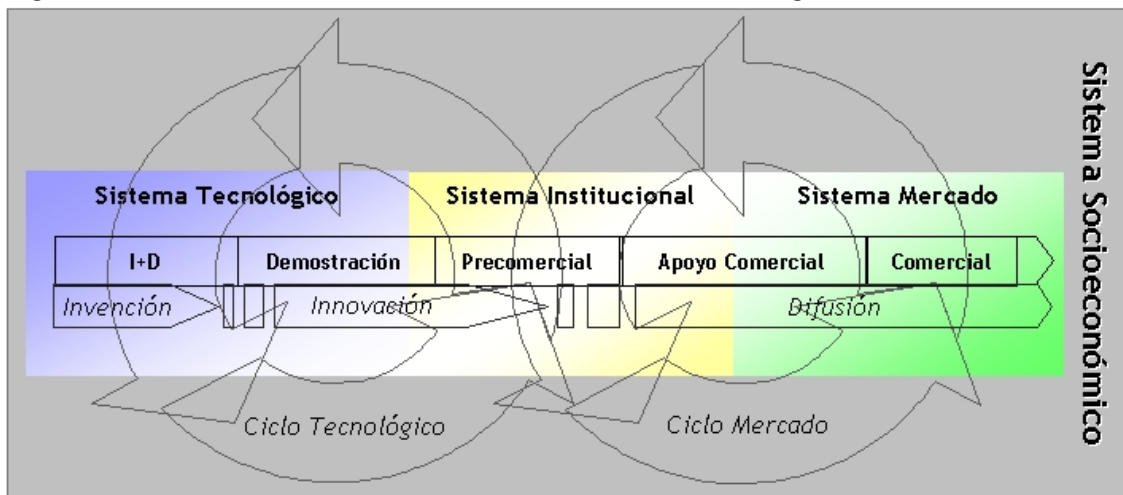 Sistema Tecnológico Sistema Institucional Sistema Mercado
I+D Demostración Precomercial Apoyo Comercial Comercial
Invención Innovación Difusión
Ciclo Tecnológico Ciclo Mercado
Sistema Socioeconómico